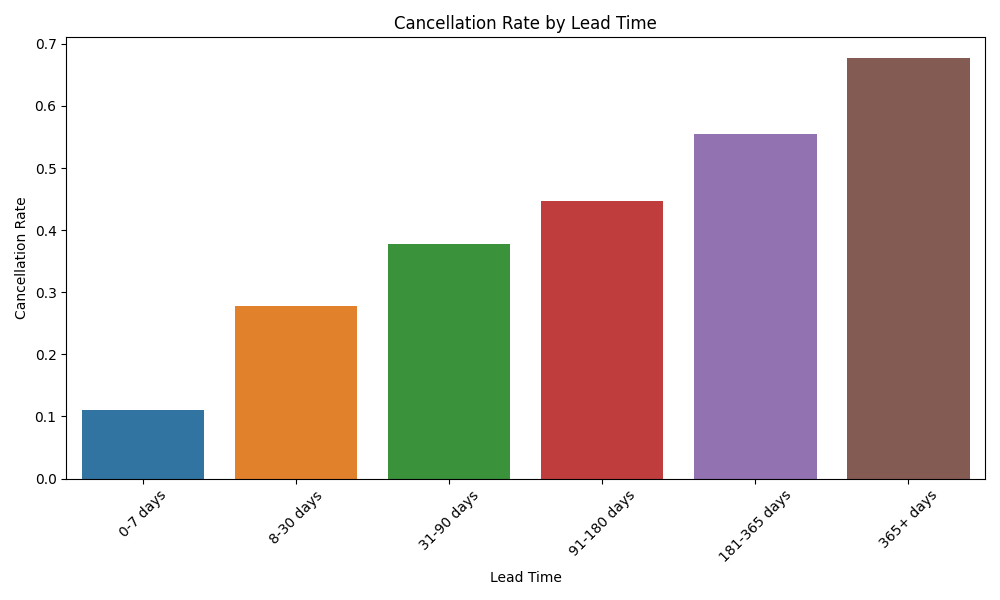 Cancellation Rate by Lead Time
Cancellation Rate
0.7
0.6
0.5
0.4
0.3
0.2
0.1
0.0
0-7 days
8-30 days
31-90 days
91-180 days
181-365 days
365+ days
Lead Time